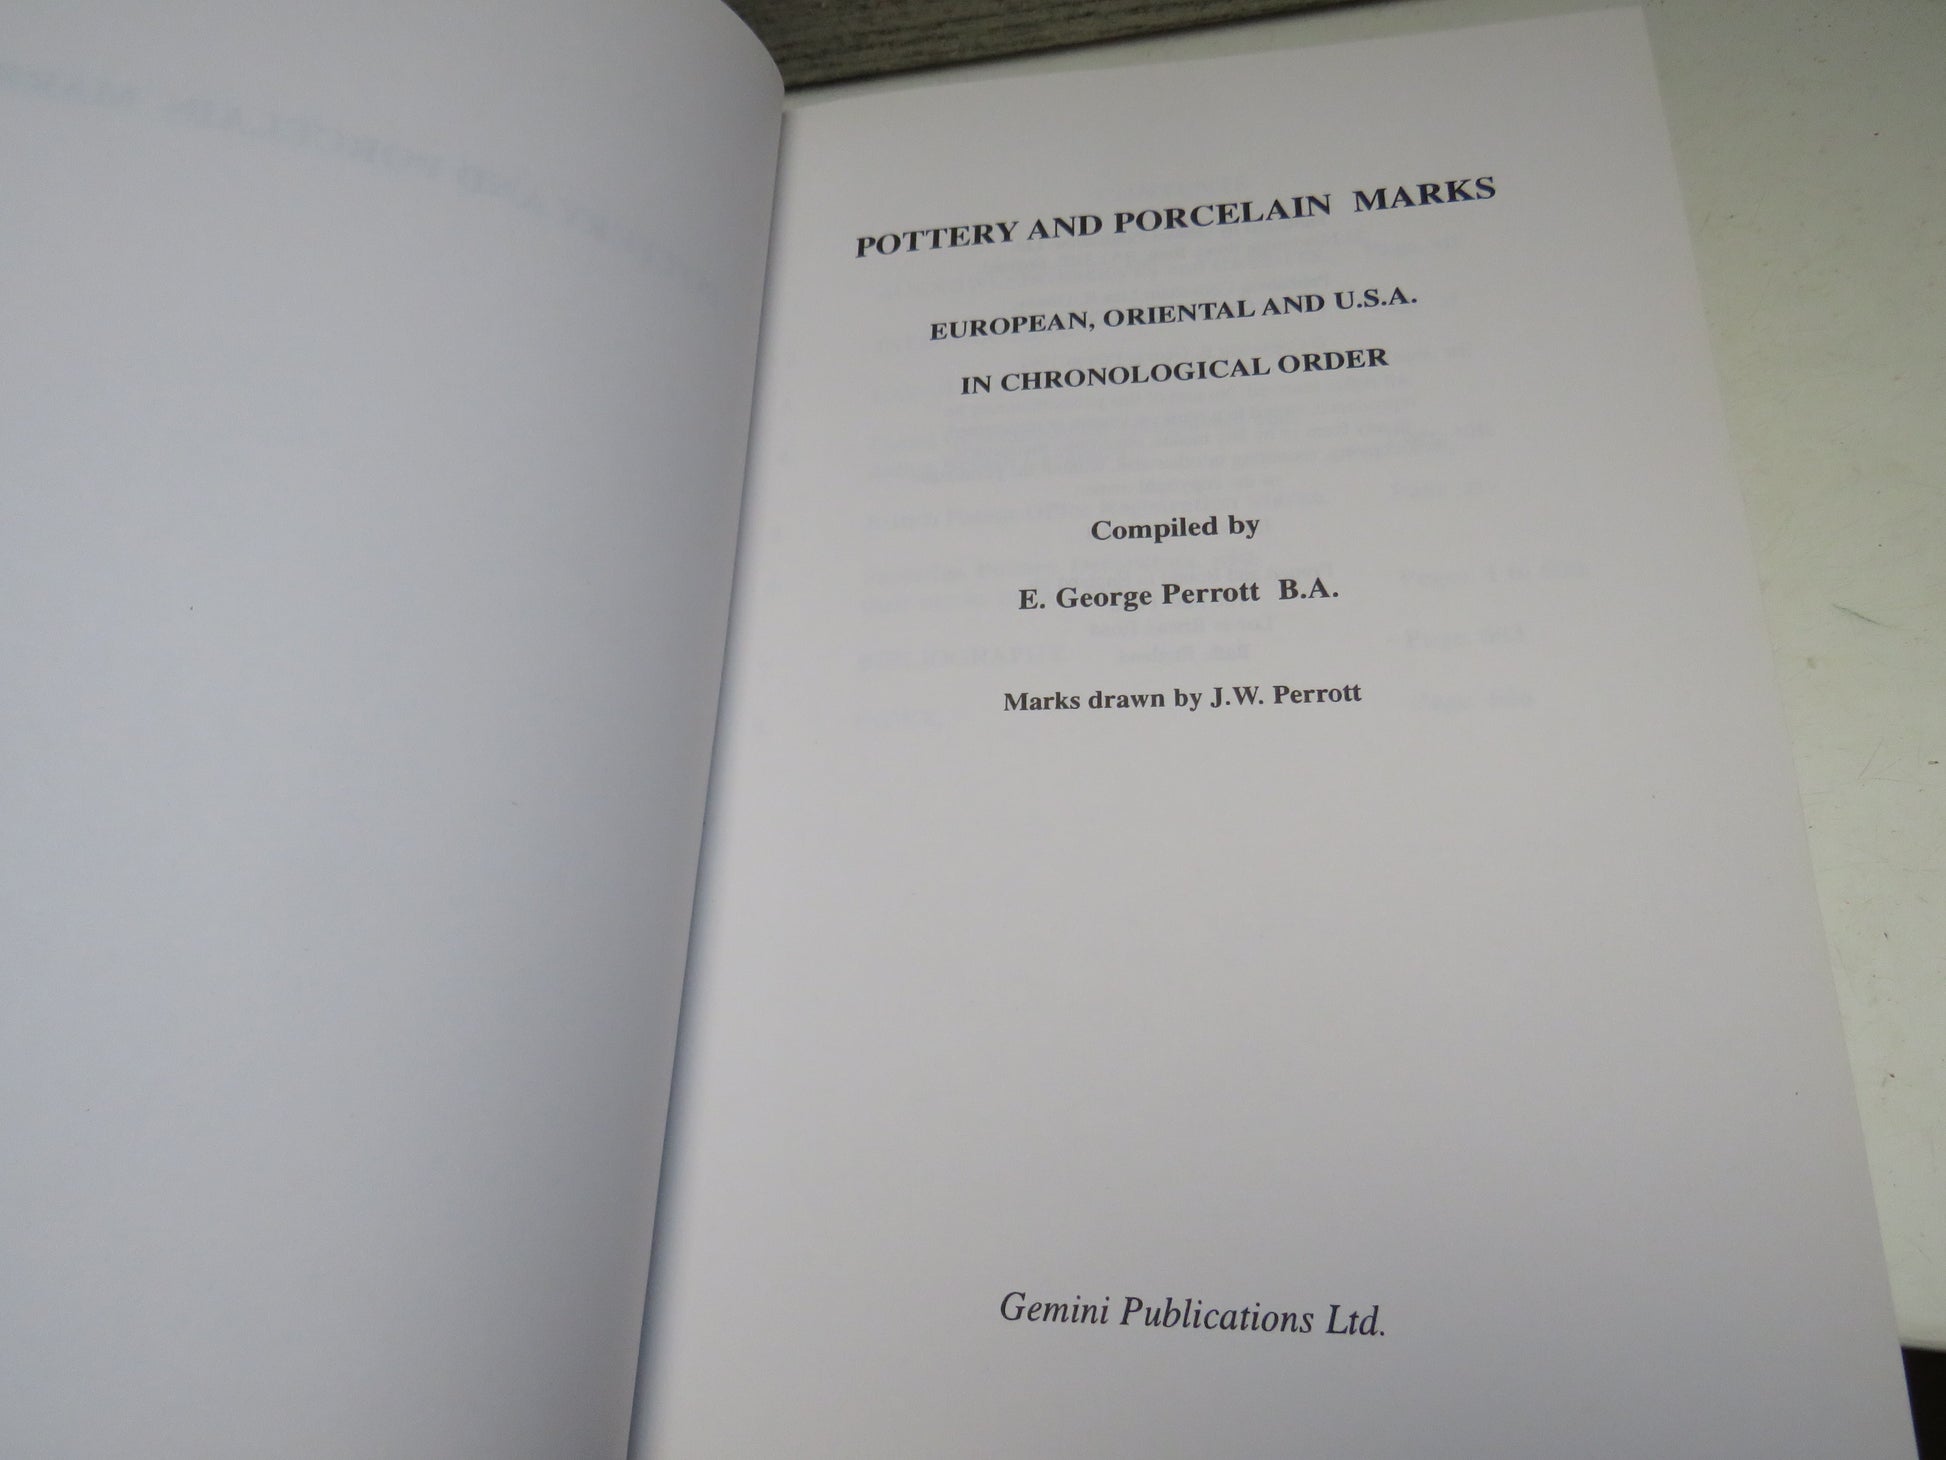 POTTERY AND PORCELAIN MARKS
EUROPEAN, ORIENTAL AND U.S.A.
IN CHRONOLOGICAL ORDER
Compiled by
E. George Perrott B.A.
Marks drawn by J.W. Perrott
Gemini Publications Ltd.